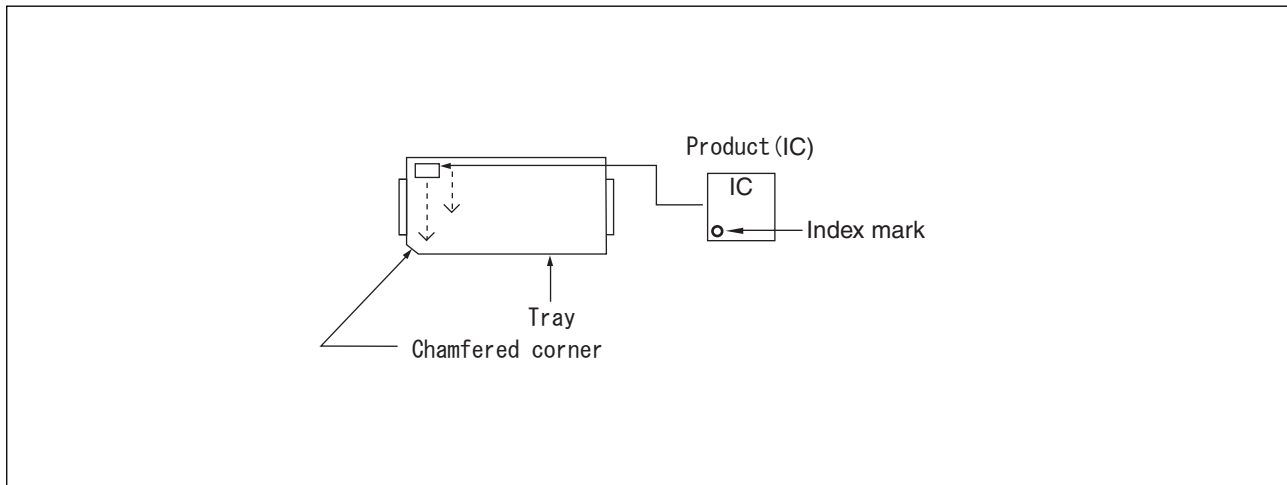 Product(IC)
IC
Index mark
Tray
Chamfered corner